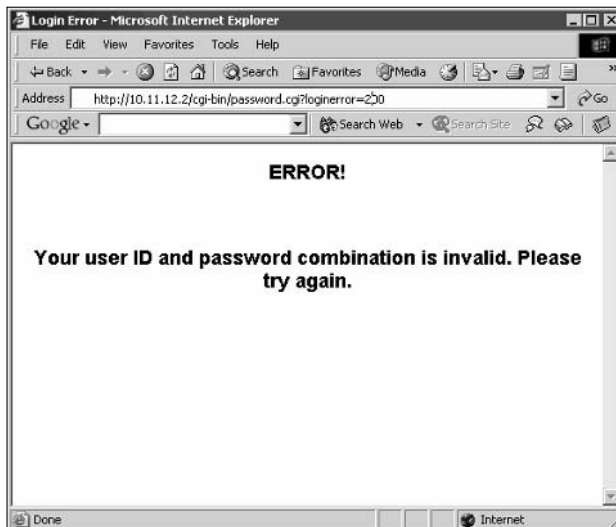 Login Error - Microsoft Internet Explorer
File Edit View Favorites Tools Help
Back Search Favorites Media »
Address http://10.11.12.2/cgi-bin/password.cgi?loginerror=200 Go
Google Search Web Search Site
ERROR!
Your user ID and password combination is invalid. Please
try again.
Done Internet